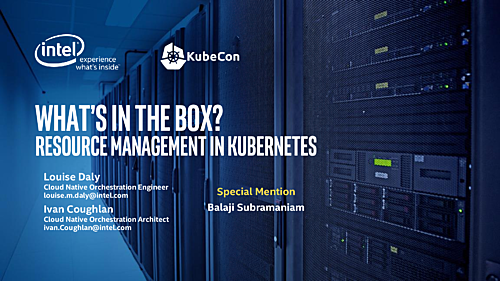 intel
experience
what's inside™
KubeCon
WHAT'S IN THE BOX?
RESOURCE MANAGEMENT IN KUBERNETES
Louise Daly
Cloud Native Orchestration Engineer
louise.m.daly@intel.com
Special Mention
Ivan Coughlan
Balaji Subramaniam
Cloud Native Orchestration Architect
ivan.Coughlan@intel.com